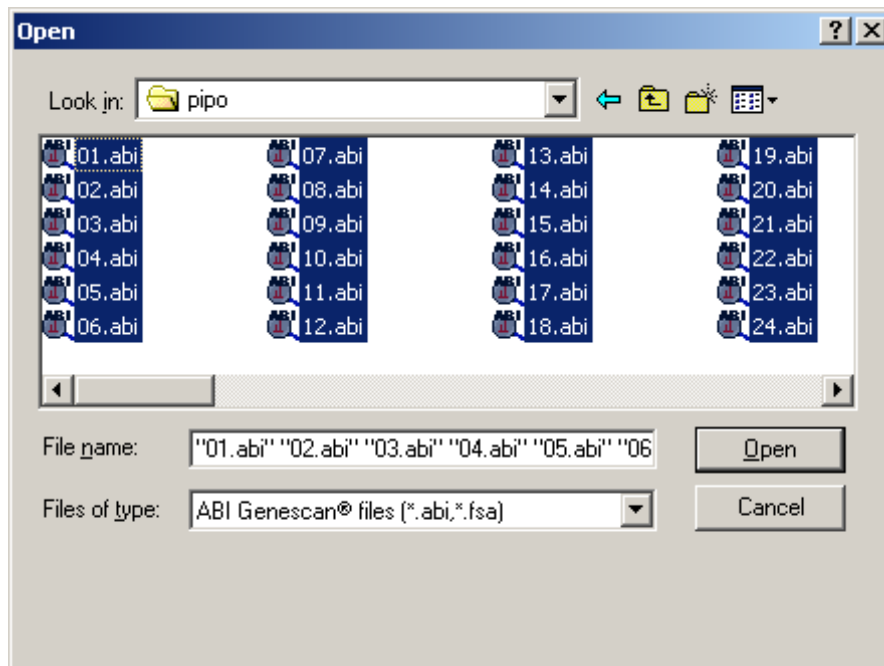 Open
Look in: pipo
01.abi 07.abi 13.abi 19.abi
02.abi 08.abi 14.abi 20.abi
03.abi 09.abi 15.abi 21.abi
04.abi 10.abi 16.abi 22.abi
05.abi 11.abi 17.abi 23.abi
06.abi 12.abi 18.abi 24.abi
File name: "01.abi" "02.abi" "03.abi" "04.abi" "05.abi" "06 Open
Files of type: ABI Genescan® files (*.abi,*.fsa) Cancel